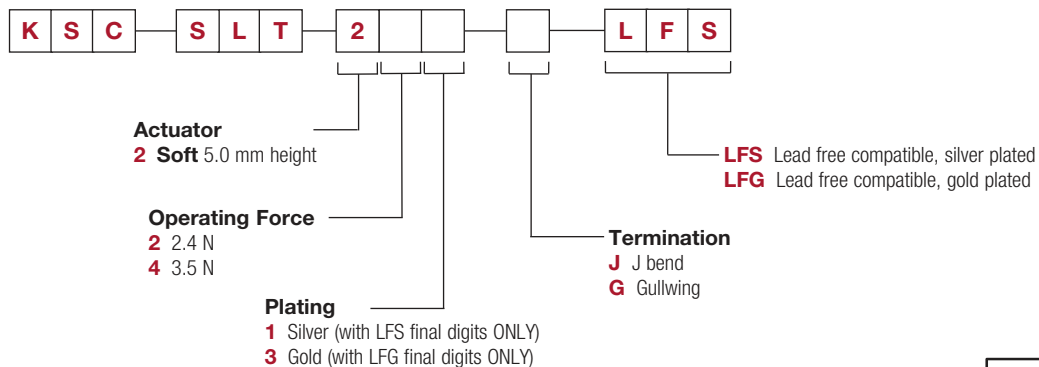 K S C S L T 2 L F S
Actuator
2 Soft 5.0 mm height
LFS Lead free compatible, silver plated
LFG Lead free compatible, gold plated
Operating Force
2 2.4 N
4 3.5 N
Termination
J J bend
G Gullwing
Plating
1 Silver (with LFS final digits ONLY)
3 Gold (with LFG final digits ONLY)